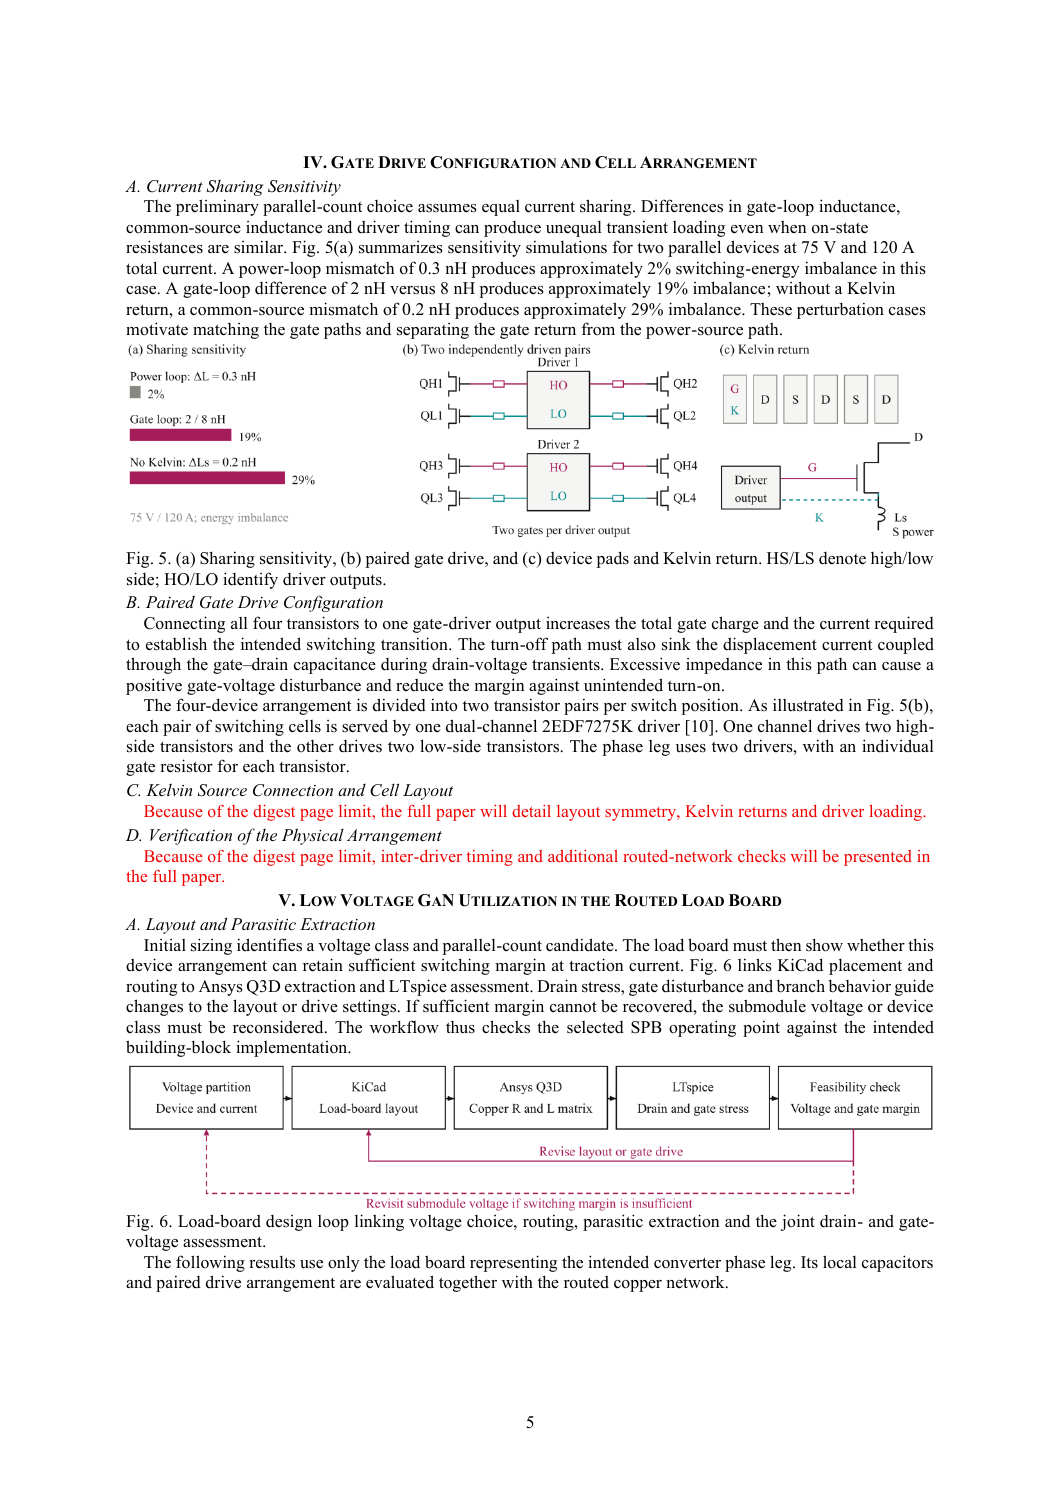 IV. GATE DRIVE CONFIGURATION AND CELL ARRANGEMENT
A. Current Sharing Sensitivity
The preliminary parallel-count choice assumes equal current sharing. Differences in gate-loop inductance,
common-source inductance and driver timing can produce unequal transient loading even when on-state
resistances are similar. Fig. 5(a) summarizes sensitivity simulations for two parallel devices at 75 V and 120 A
total current. A power-loop mismatch of 0.3 nH produces approximately 2% switching-energy imbalance in this
case. A gate-loop difference of 2 nH versus 8 nH produces approximately 19% imbalance; without a Kelvin
return, a common-source mismatch of 0.2 nH produces approximately 29% imbalance. These perturbation cases
motivate matching the gate paths and separating the gate return from the power-source path.
(a) Sharing sensitivity
Power loop: ΔL = 0.3 nH
2%
Gate loop: 2 / 8 nH
19%
No Kelvin: ΔLs = 0.2 nH
29%
75 V / 120 A; energy imbalance
(b) Two independently driven pairs
Driver 1
QH1 HO QH2
QL1 LO QL2
Driver 2
QH3 HO QH4
QL3 LO QL4
Two gates per driver output
(c) Kelvin return
G
K
D S D S D
D
Driver
output
G
K
Ls
S power
Fig. 5. (a) Sharing sensitivity, (b) paired gate drive, and (c) device pads and Kelvin return. HS/LS denote high/low
side; HO/LO identify driver outputs.
B. Paired Gate Drive Configuration
Connecting all four transistors to one gate-driver output increases the total gate charge and the current required
to establish the intended switching transition. The turn-off path must also sink the displacement current coupled
through the gate–drain capacitance during drain-voltage transients. Excessive impedance in this path can cause a
positive gate-voltage disturbance and reduce the margin against unintended turn-on.
The four-device arrangement is divided into two transistor pairs per switch position. As illustrated in Fig. 5(b),
each pair of switching cells is served by one dual-channel 2EDF7275K driver [10]. One channel drives two high-
side transistors and the other drives two low-side transistors. The phase leg uses two drivers, with an individual
gate resistor for each transistor.
C. Kelvin Source Connection and Cell Layout
Because of the digest page limit, the full paper will detail layout symmetry, Kelvin returns and driver loading.
D. Verification of the Physical Arrangement
Because of the digest page limit, inter-driver timing and additional routed-network checks will be presented in
the full paper.
V. LOW VOLTAGE GAN UTILIZATION IN THE ROUTED LOAD BOARD
A. Layout and Parasitic Extraction
Initial sizing identifies a voltage class and parallel-count candidate. The load board must then show whether this
device arrangement can retain sufficient switching margin at traction current. Fig. 6 links KiCad placement and
routing to Ansys Q3D extraction and LTspice assessment. Drain stress, gate disturbance and branch behavior guide
changes to the layout or drive settings. If sufficient margin cannot be recovered, the submodule voltage or device
class must be reconsidered. The workflow thus checks the selected SPB operating point against the intended
building-block implementation.
Voltage partition
Device and current
KiCad
Load-board layout
Ansys Q3D
Copper R and L matrix
LTspice
Drain and gate stress
Feasibility check
Voltage and gate margin
Revise layout or gate drive
Revisit submodule voltage if switching margin is insufficient
Fig. 6. Load-board design loop linking voltage choice, routing, parasitic extraction and the joint drain- and gate-
voltage assessment.
The following results use only the load board representing the intended converter phase leg. Its local capacitors
and paired drive arrangement are evaluated together with the routed copper network.
5